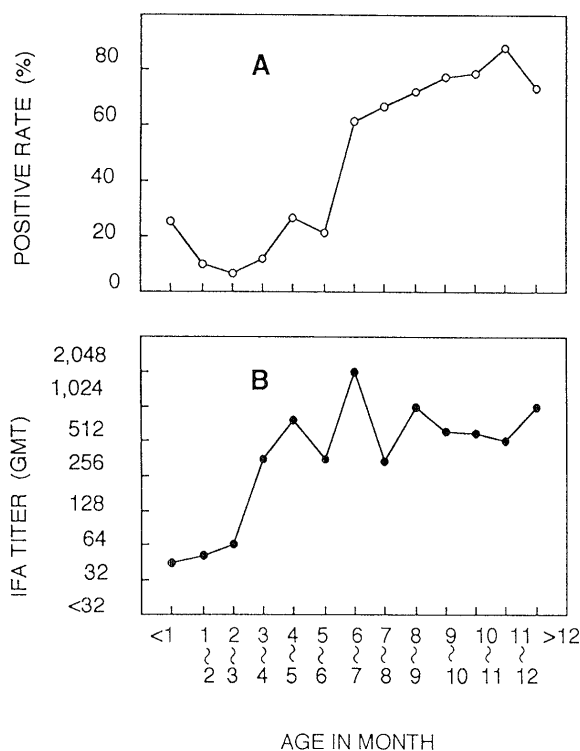 A
POSITIVE RATE (%)
80
60
40
20
0
B
IFA TITER (GMT)
2,048
1,024
512
256
128
64
32
<32
<1 1~2 2~3 3~4 4~5 5~6 6~7 7~8 8~9 9~10 10~11 11~12 >12
AGE IN MONTH